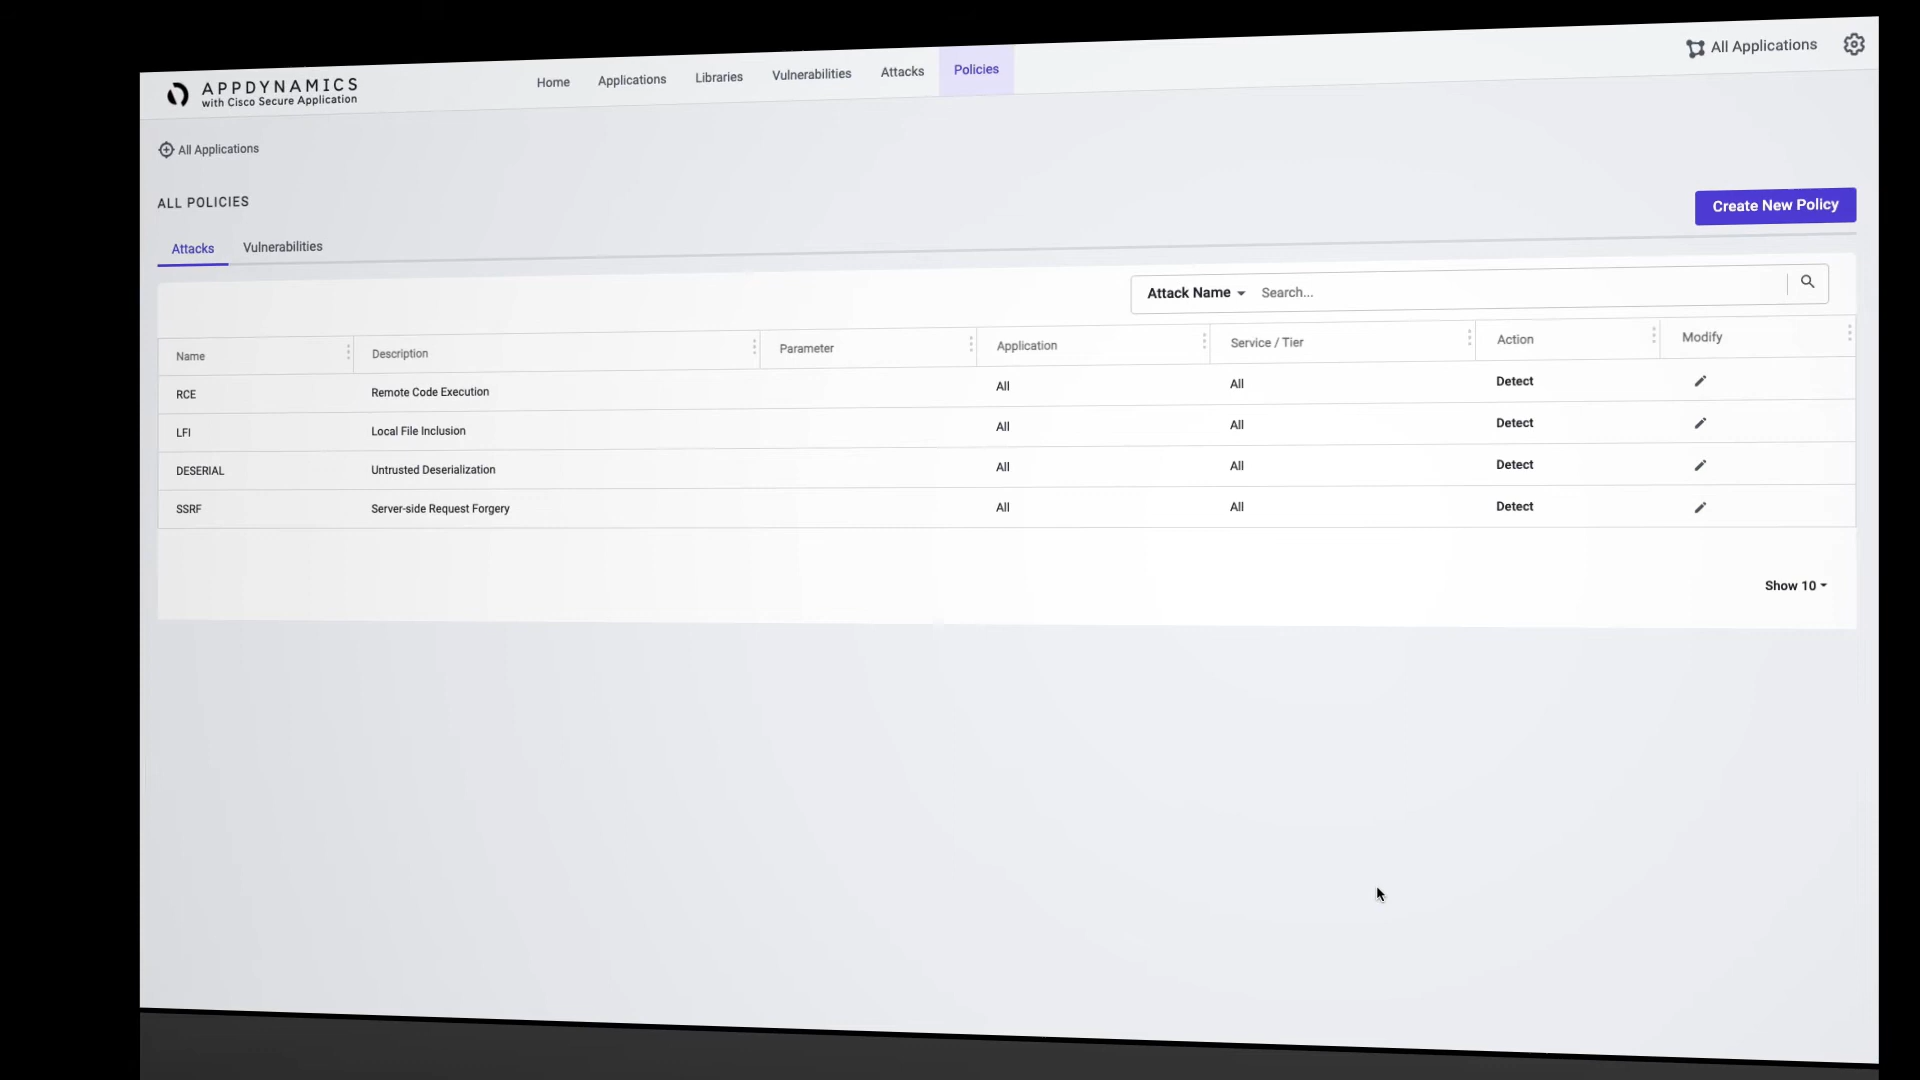 APPDYNAMICS
with Cisco Secure Application
Home Applications Libraries Vulnerabilities Attacks Policies
All Applications
All Applications
ALL POLICIES
Create New Policy
Attacks Vulnerabilities
Attack Name Search...
Name Description Parameter Application Service / Tier Action Modify
RCE Remote Code Execution All All Detect
LFI Local File Inclusion All All Detect
DESERIAL Untrusted Deserialization All All Detect
SSRF Server-side Request Forgery All All Detect
Show 10